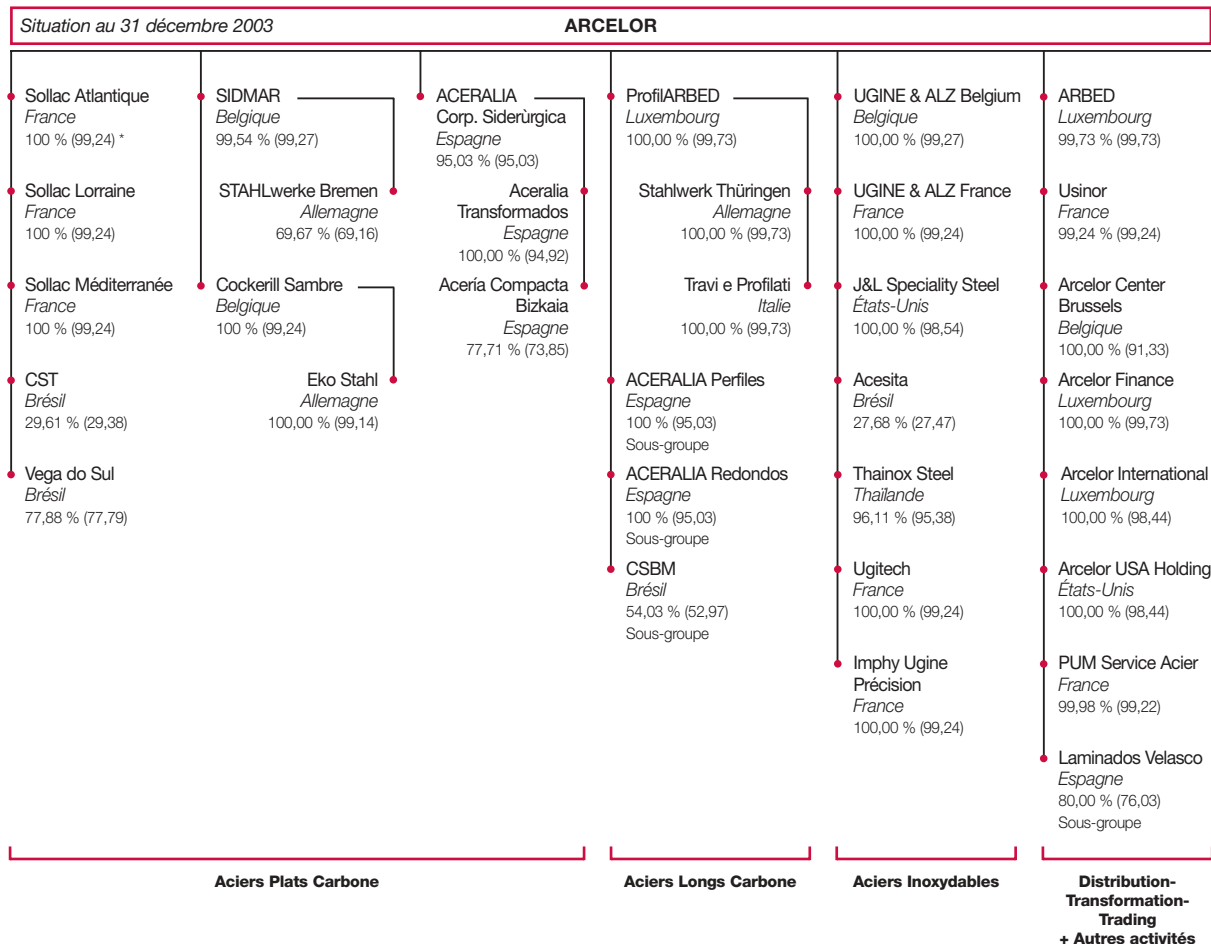 Situation au 31 décembre 2003
ARCELOR
Sollac Atlantique
France
100 % (99,24) *
Sollac Lorraine
France
100 % (99,24)
Sollac Méditerranée
France
100 % (99,24)
CST
Brésil
29,61 % (29,38)
Vega do Sul
Brésil
77,88 % (77,79)
SIDMAR
Belgique
99,54 % (99,27)
STAHLwerke Bremen
Allemagne
69,67 % (69,16)
Cockerill Sambre
Belgique
100 % (99,24)
Eko Stahl
Allemagne
100,00 % (99,14)
ACERALIA
Corp. Siderùrgica
Espagne
95,03 % (95,03)
Aceralia
Transformados
Espagne
100,00 % (94,92)
Acería Compacta
Bizkaia
Espagne
77,71 % (73,85)
ProfilARBED
Luxembourg
100,00 % (99,73)
Stahlwerk Thüringen
Allemagne
100,00 % (99,73)
Travi e Profilati
Italie
100,00 % (99,73)
ACERALIA Perfiles
Espagne
100 % (95,03)
Sous-groupe
ACERALIA Redondos
Espagne
100 % (95,03)
Sous-groupe
CSBM
Brésil
54,03 % (52,97)
Sous-groupe
UGINE & ALZ Belgium
Belgique
100,00 % (99,27)
UGINE & ALZ France
France
100,00 % (99,24)
J&L Speciality Steel
États-Unis
100,00 % (98,54)
Acesita
Brésil
27,68 % (27,47)
Thainox Steel
Thaïlande
96,11 % (95,38)
Ugitech
France
100,00 % (99,24)
Imphy Ugine
Précision
France
100,00 % (99,24)
ARBED
Luxembourg
99,73 % (99,73)
Usinor
France
99,24 % (99,24)
Arcelor Center
Brussels
Belgique
100,00 % (91,33)
Arcelor Finance
Luxembourg
100,00 % (99,73)
Arcelor International
Luxembourg
100,00 % (98,44)
Arcelor USA Holding
États-Unis
100,00 % (98,44)
PUM Service Acier
France
99,98 % (99,22)
Laminados Velasco
Espagne
80,00 % (76,03)
Sous-groupe
Aciers Plats Carbone
Aciers Longs Carbone
Aciers Inoxydables
Distribution-
Transformation-
Trading
+ Autres activités